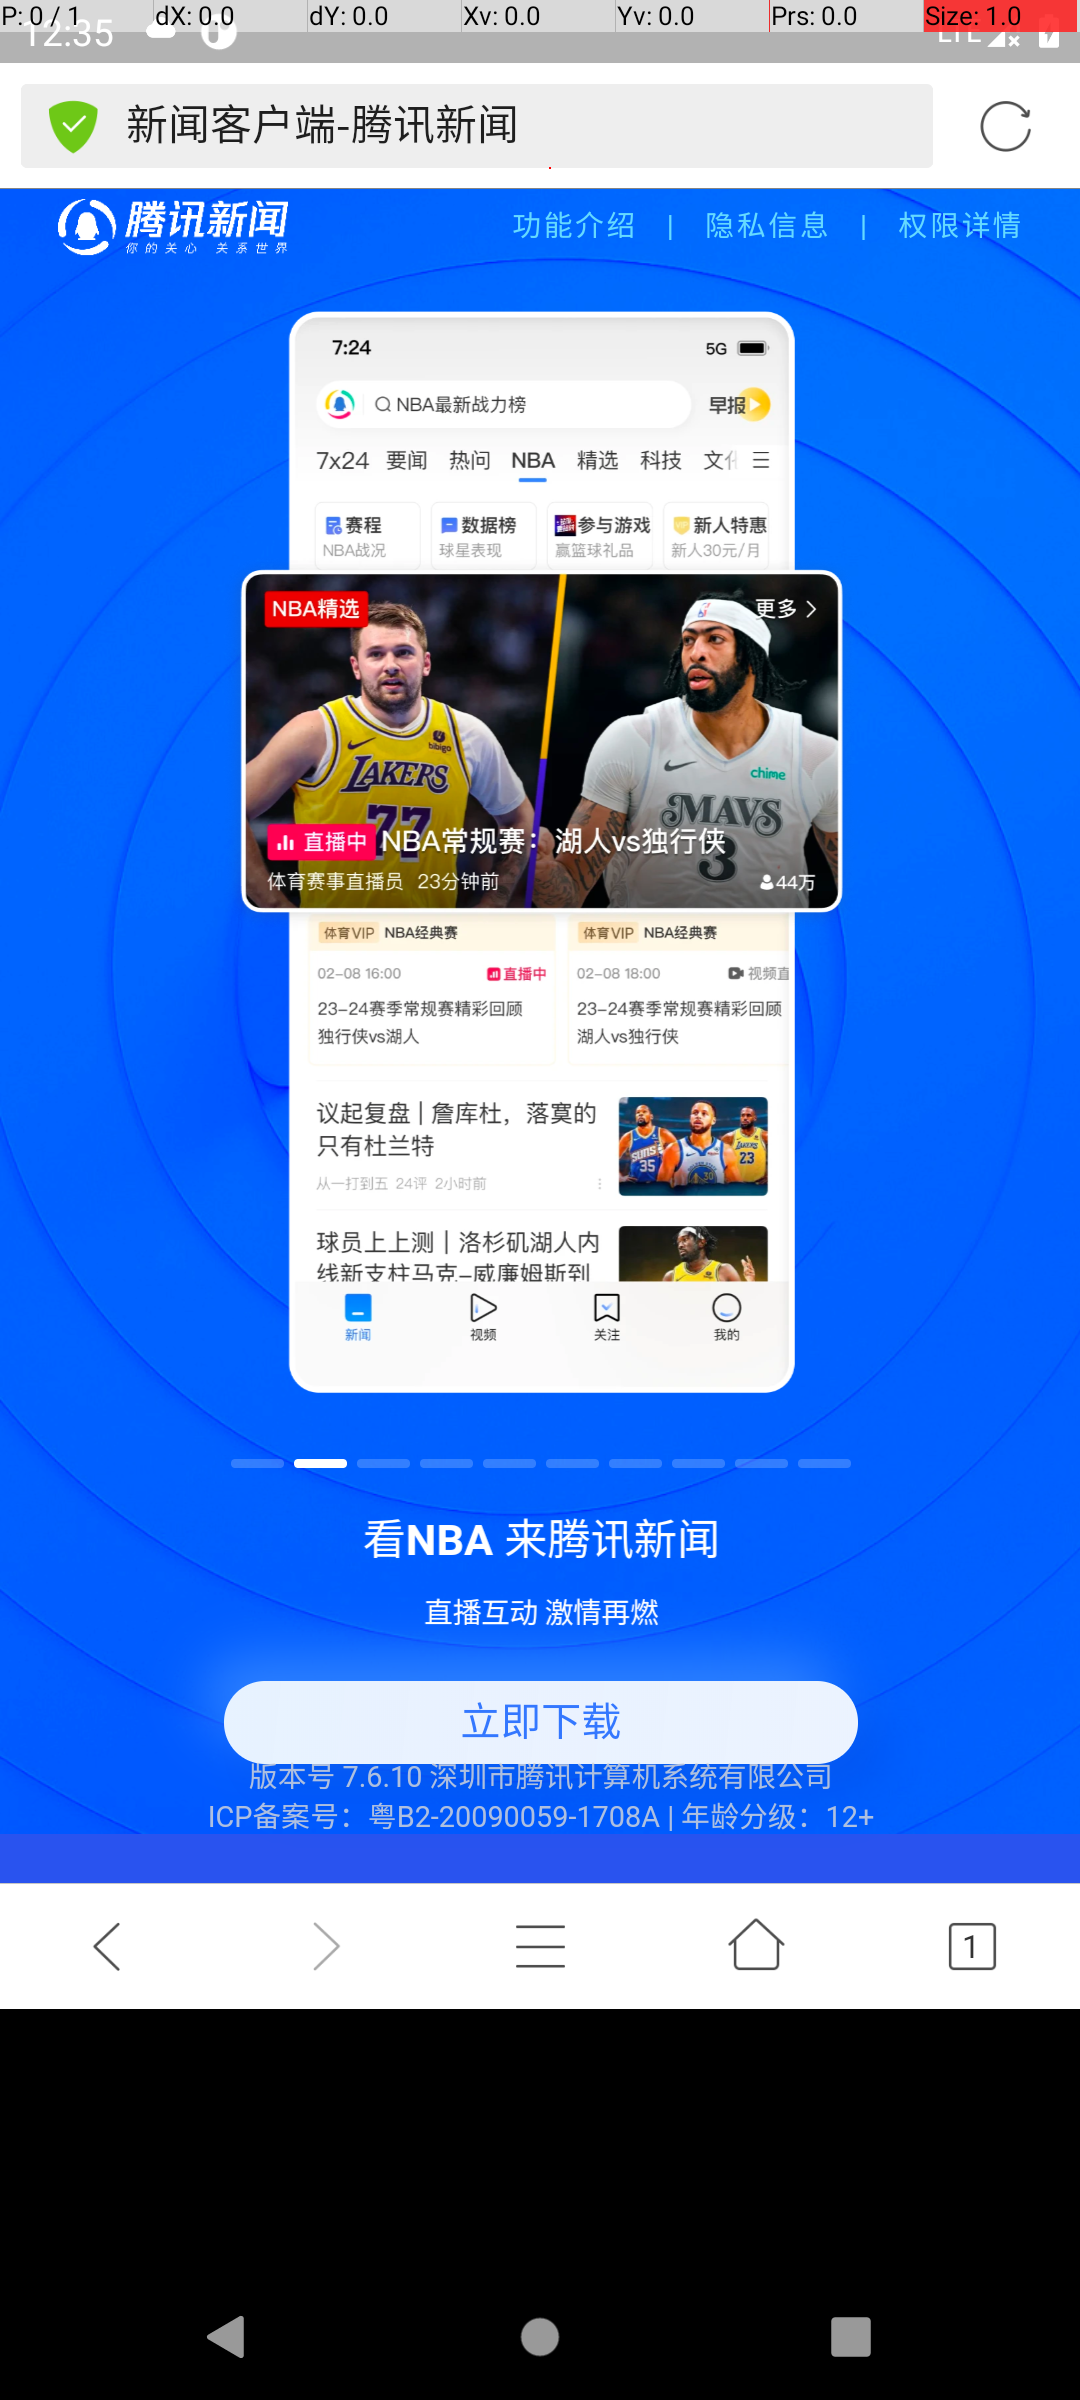 P: 0 / 1 dX: 0.0 dY: 0.0 Xv: 0.0 Yv: 0.0 Prs: 0.0 Size: 1.0
12:35 LTE
新闻客户端-腾讯新闻
腾讯新闻
你的关心 关系世界
功能介绍 | 隐私信息 | 权限详情
7:24 5G
NBA最新战力榜 早报
7x24 要闻 热问 NBA 精选 科技 文化
赛程 数据榜 参与游戏 新人特惠
NBA战况 球星表现 赢篮球礼品 新人30元/月
NBA精选 更多
bibigo
LAKERS
77
chime
MAVS
3
直播中 NBA常规赛：湖人vs独行侠
体育赛事直播员 23分钟前 44万
体育VIP NBA经典赛 体育VIP NBA经典赛
02-08 16:00 直播中 02-08 18:00 视频直
23-24赛季常规赛精彩回顾 23-24赛季常规赛精彩回顾
独行侠vs湖人 湖人vs独行侠
议起复盘 | 詹库杜，落寞的
只有杜兰特
从一打到五 24评 2小时前
SUNS
35
30
LAKERS
23
球员上上测 | 洛杉矶湖人内
线新支柱马克-威廉姆斯到
新闻 视频 关注 我的
看NBA 来腾讯新闻
直播互动 激情再燃
立即下载
版本号 7.6.10 深圳市腾讯计算机系统有限公司
ICP备案号：粤B2-20090059-1708A | 年龄分级：12+
1